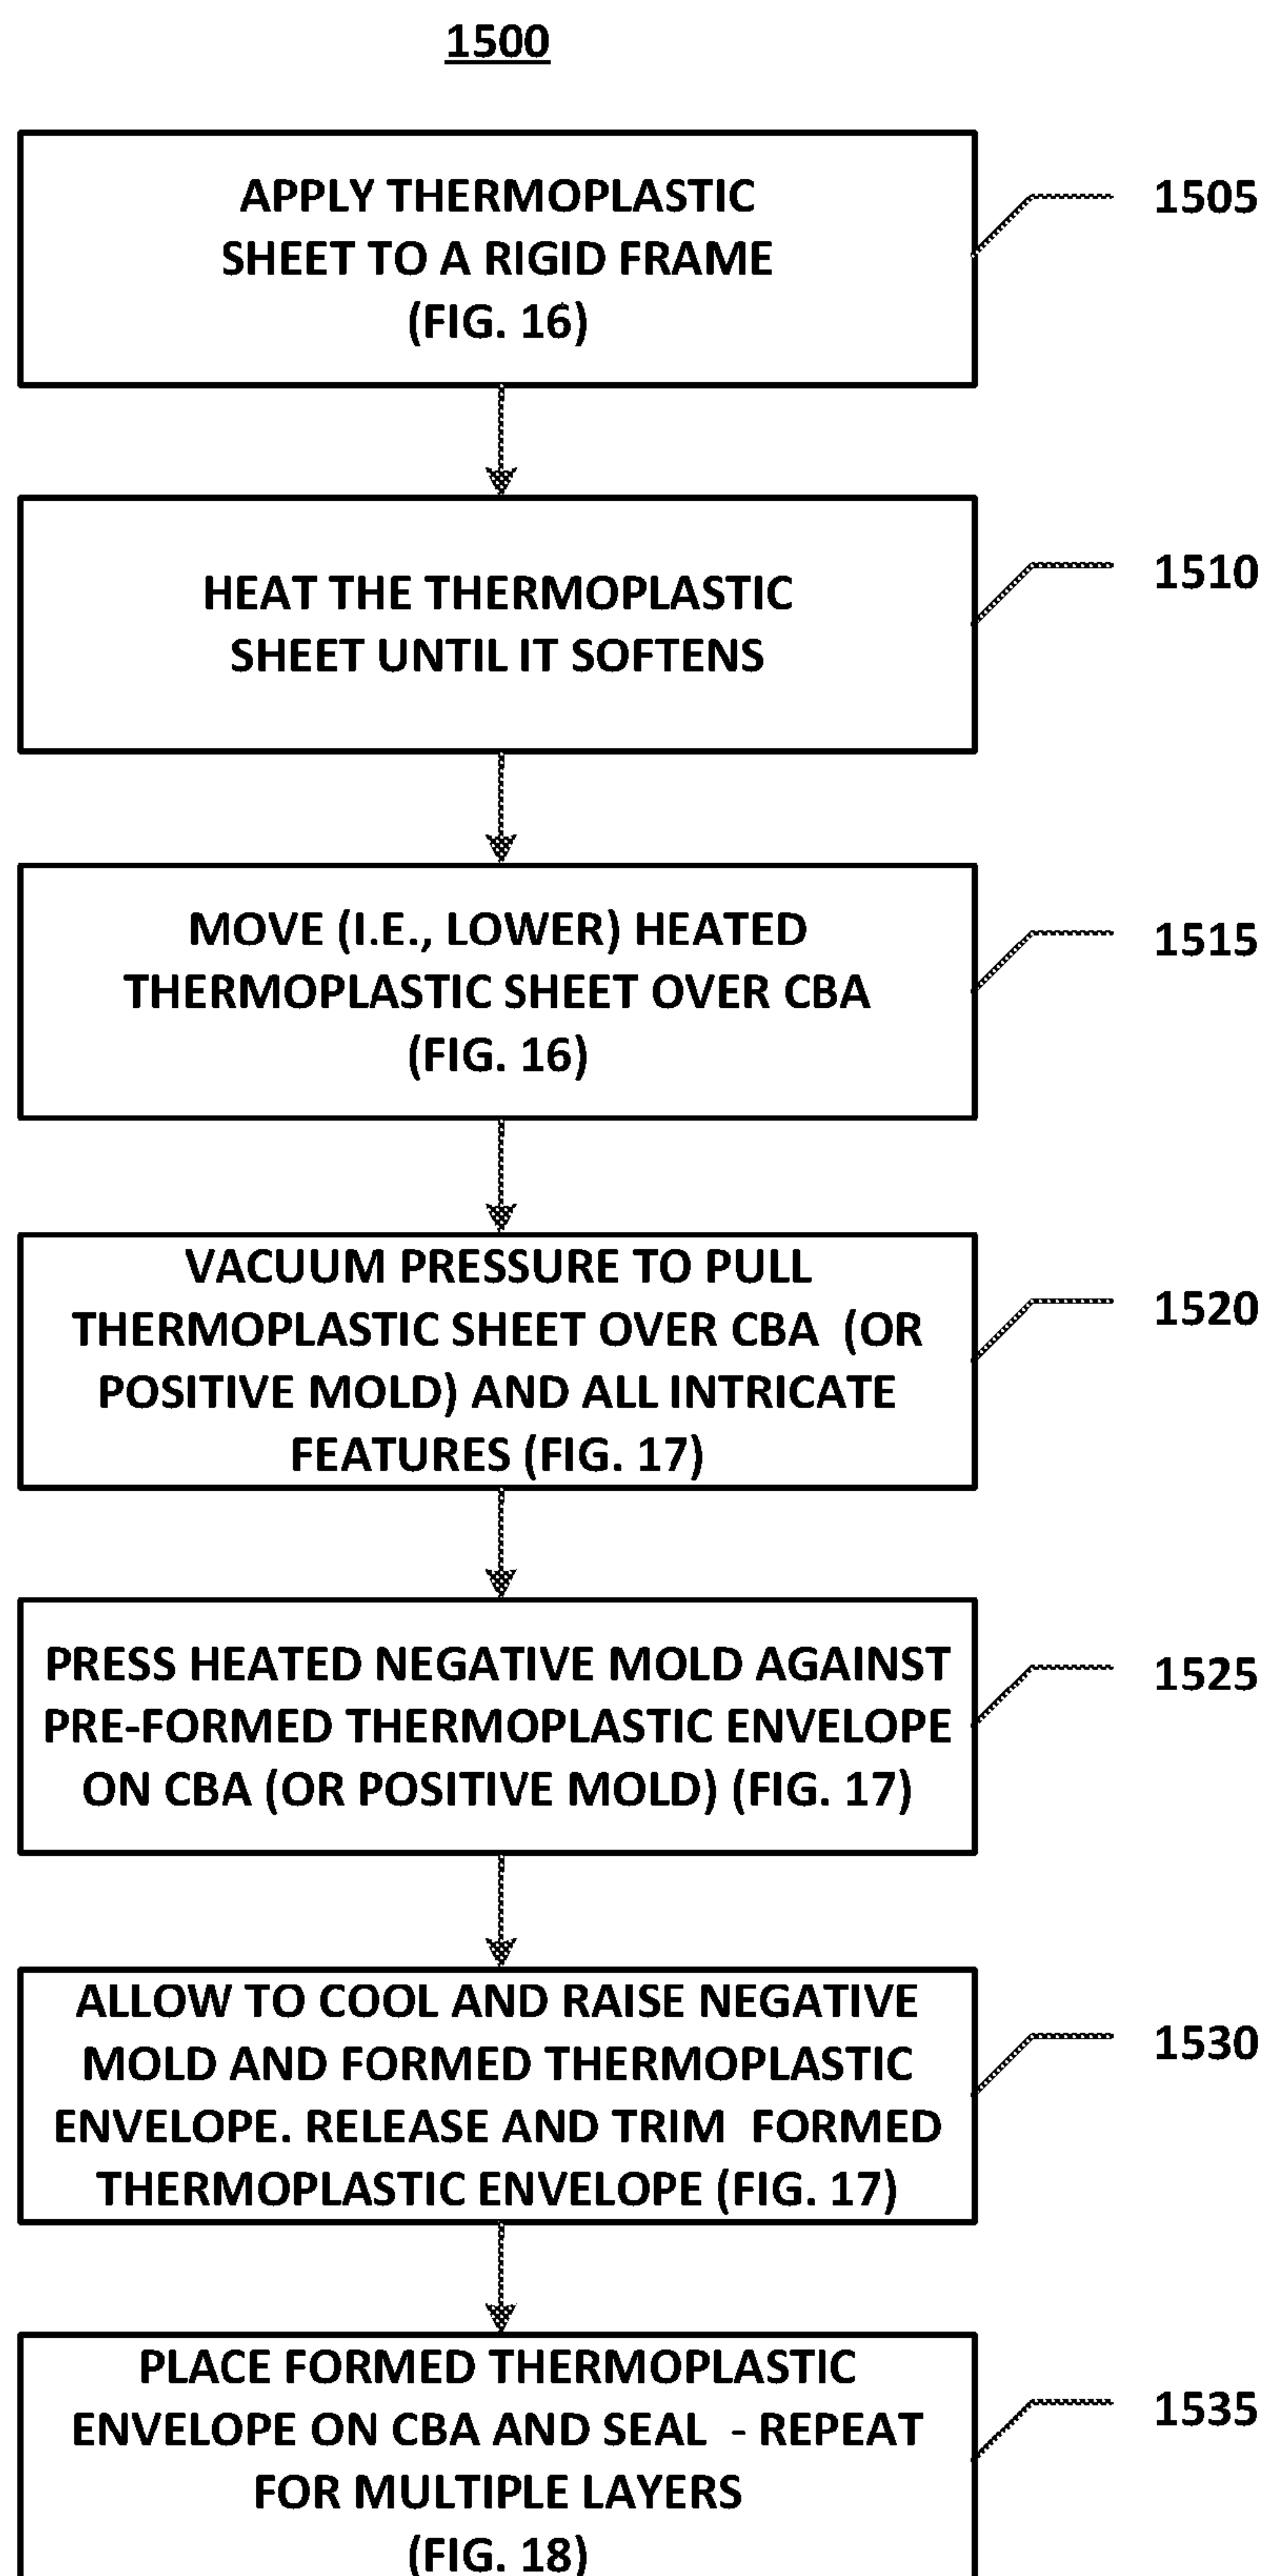 1500
APPLY THERMOPLASTIC
SHEET TO A RIGID FRAME
(FIG. 16)
1505
HEAT THE THERMOPLASTIC
SHEET UNTIL IT SOFTENS
1510
MOVE (I.E., LOWER) HEATED
THERMOPLASTIC SHEET OVER CBA
(FIG. 16)
1515
VACUUM PRESSURE TO PULL
THERMOPLASTIC SHEET OVER CBA (OR
POSITIVE MOLD) AND ALL INTRICATE
FEATURES (FIG. 17)
1520
PRESS HEATED NEGATIVE MOLD AGAINST
PRE-FORMED THERMOPLASTIC ENVELOPE
ON CBA (OR POSITIVE MOLD) (FIG. 17)
1525
ALLOW TO COOL AND RAISE NEGATIVE
MOLD AND FORMED THERMOPLASTIC
ENVELOPE. RELEASE AND TRIM FORMED
THERMOPLASTIC ENVELOPE (FIG. 17)
1530
PLACE FORMED THERMOPLASTIC
ENVELOPE ON CBA AND SEAL - REPEAT
FOR MULTIPLE LAYERS
(FIG. 18)
1535